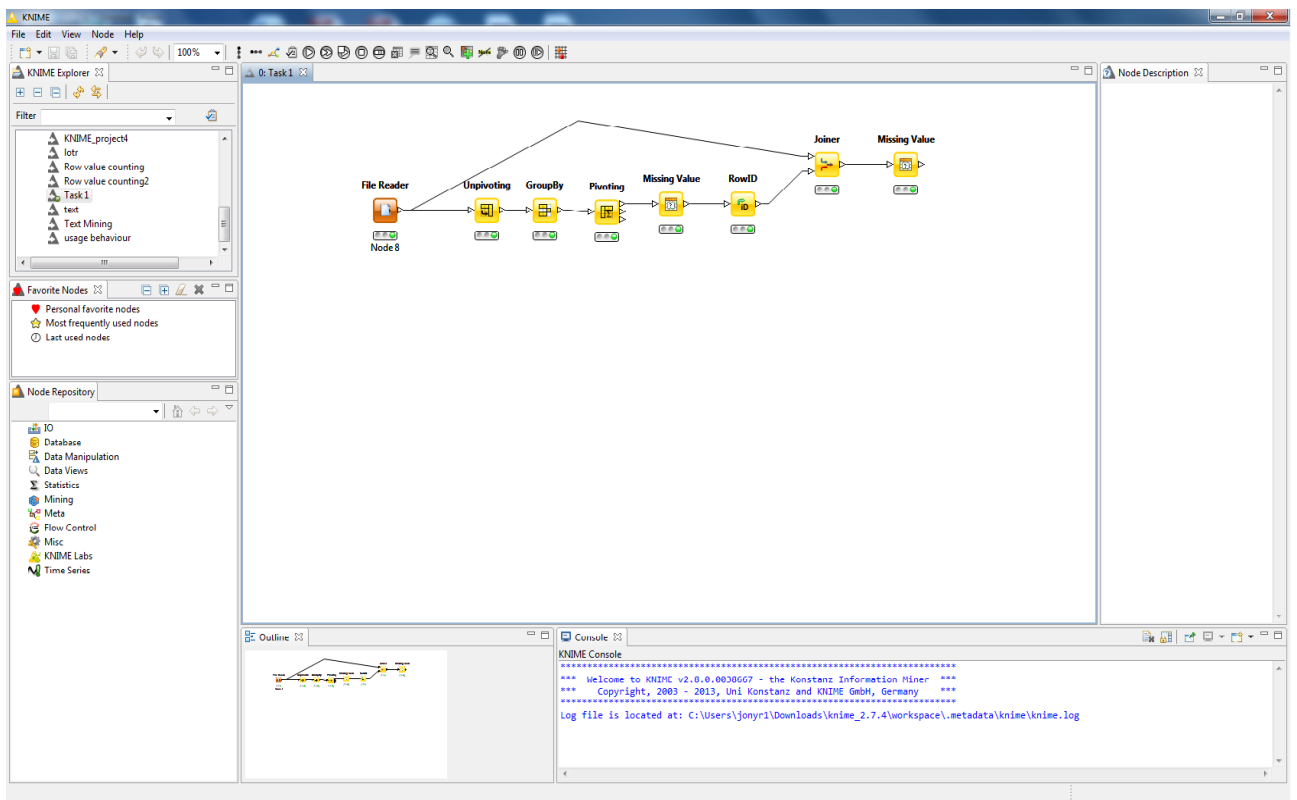 KNIME
File Edit View Node Help
100%
KNIME Explorer
Filter
KNIME_project4
lotr
Row value counting
Row value counting2
Task1
text
Text Mining
usage behaviour
Favorite Nodes
Personal favorite nodes
Most frequently used nodes
Last used nodes
Node Repository
IO
Database
Data Manipulation
Data Views
Statistics
Mining
Meta
Flow Control
Misc
KNIME Labs
Time Series
0: Task1
File Reader
Node 8
Unpivoting
GroupBy
Pivoting
Missing Value
RowID
Joiner
Missing Value
Node Description
Outline
Console
KNIME Console
*** Welcome to KNIME v2.8.0.0038667 - the Konstanz Information Miner ***
*** Copyright, 2003 - 2013, Uni Konstanz and KNIME GmbH, Germany ***
Log file is located at: C:\Users\jonyr1\Downloads\knime_2.7.4\workspace\.metadata\knime\knime.log